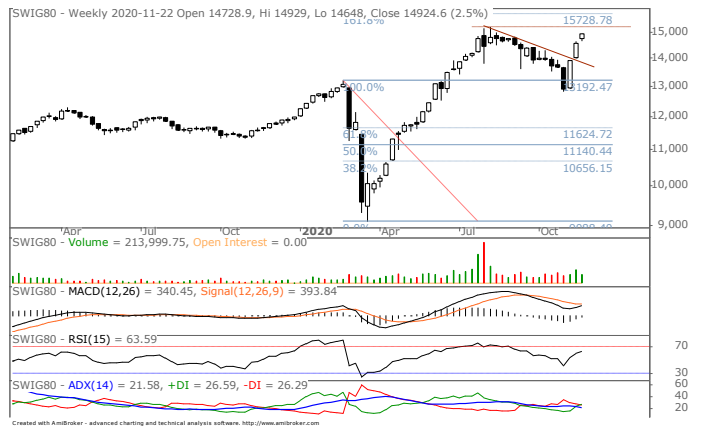 SWIG80 - Weekly 2020-11-22 Open 14728.9, Hi 14929, Lo 14648, Close 14924.6 (2.5%)
161.8% 15728.78
15,000
14,000
100.0% 13192.47
13,000
12,000
61.8% 11624.72
50.0% 11140.44
11,000
38.2% 10656.15
10,000
9,000
Apr Jul Oct 2020 Apr Jul Oct
SWIG80 - Volume = 213,999.75, Open Interest = 0.00
SWIG80 - MACD(12,26) = 340.45, Signal(12,26,9) = 393.84
SWIG80 - RSI(15) = 63.59
70
30
SWIG80 - ADX(14) = 21.58, +DI = 26.59, -DI = 26.29
60
40
20
Created with AmiBroker - advanced charting and technical analysis software. http://www.amibroker.com